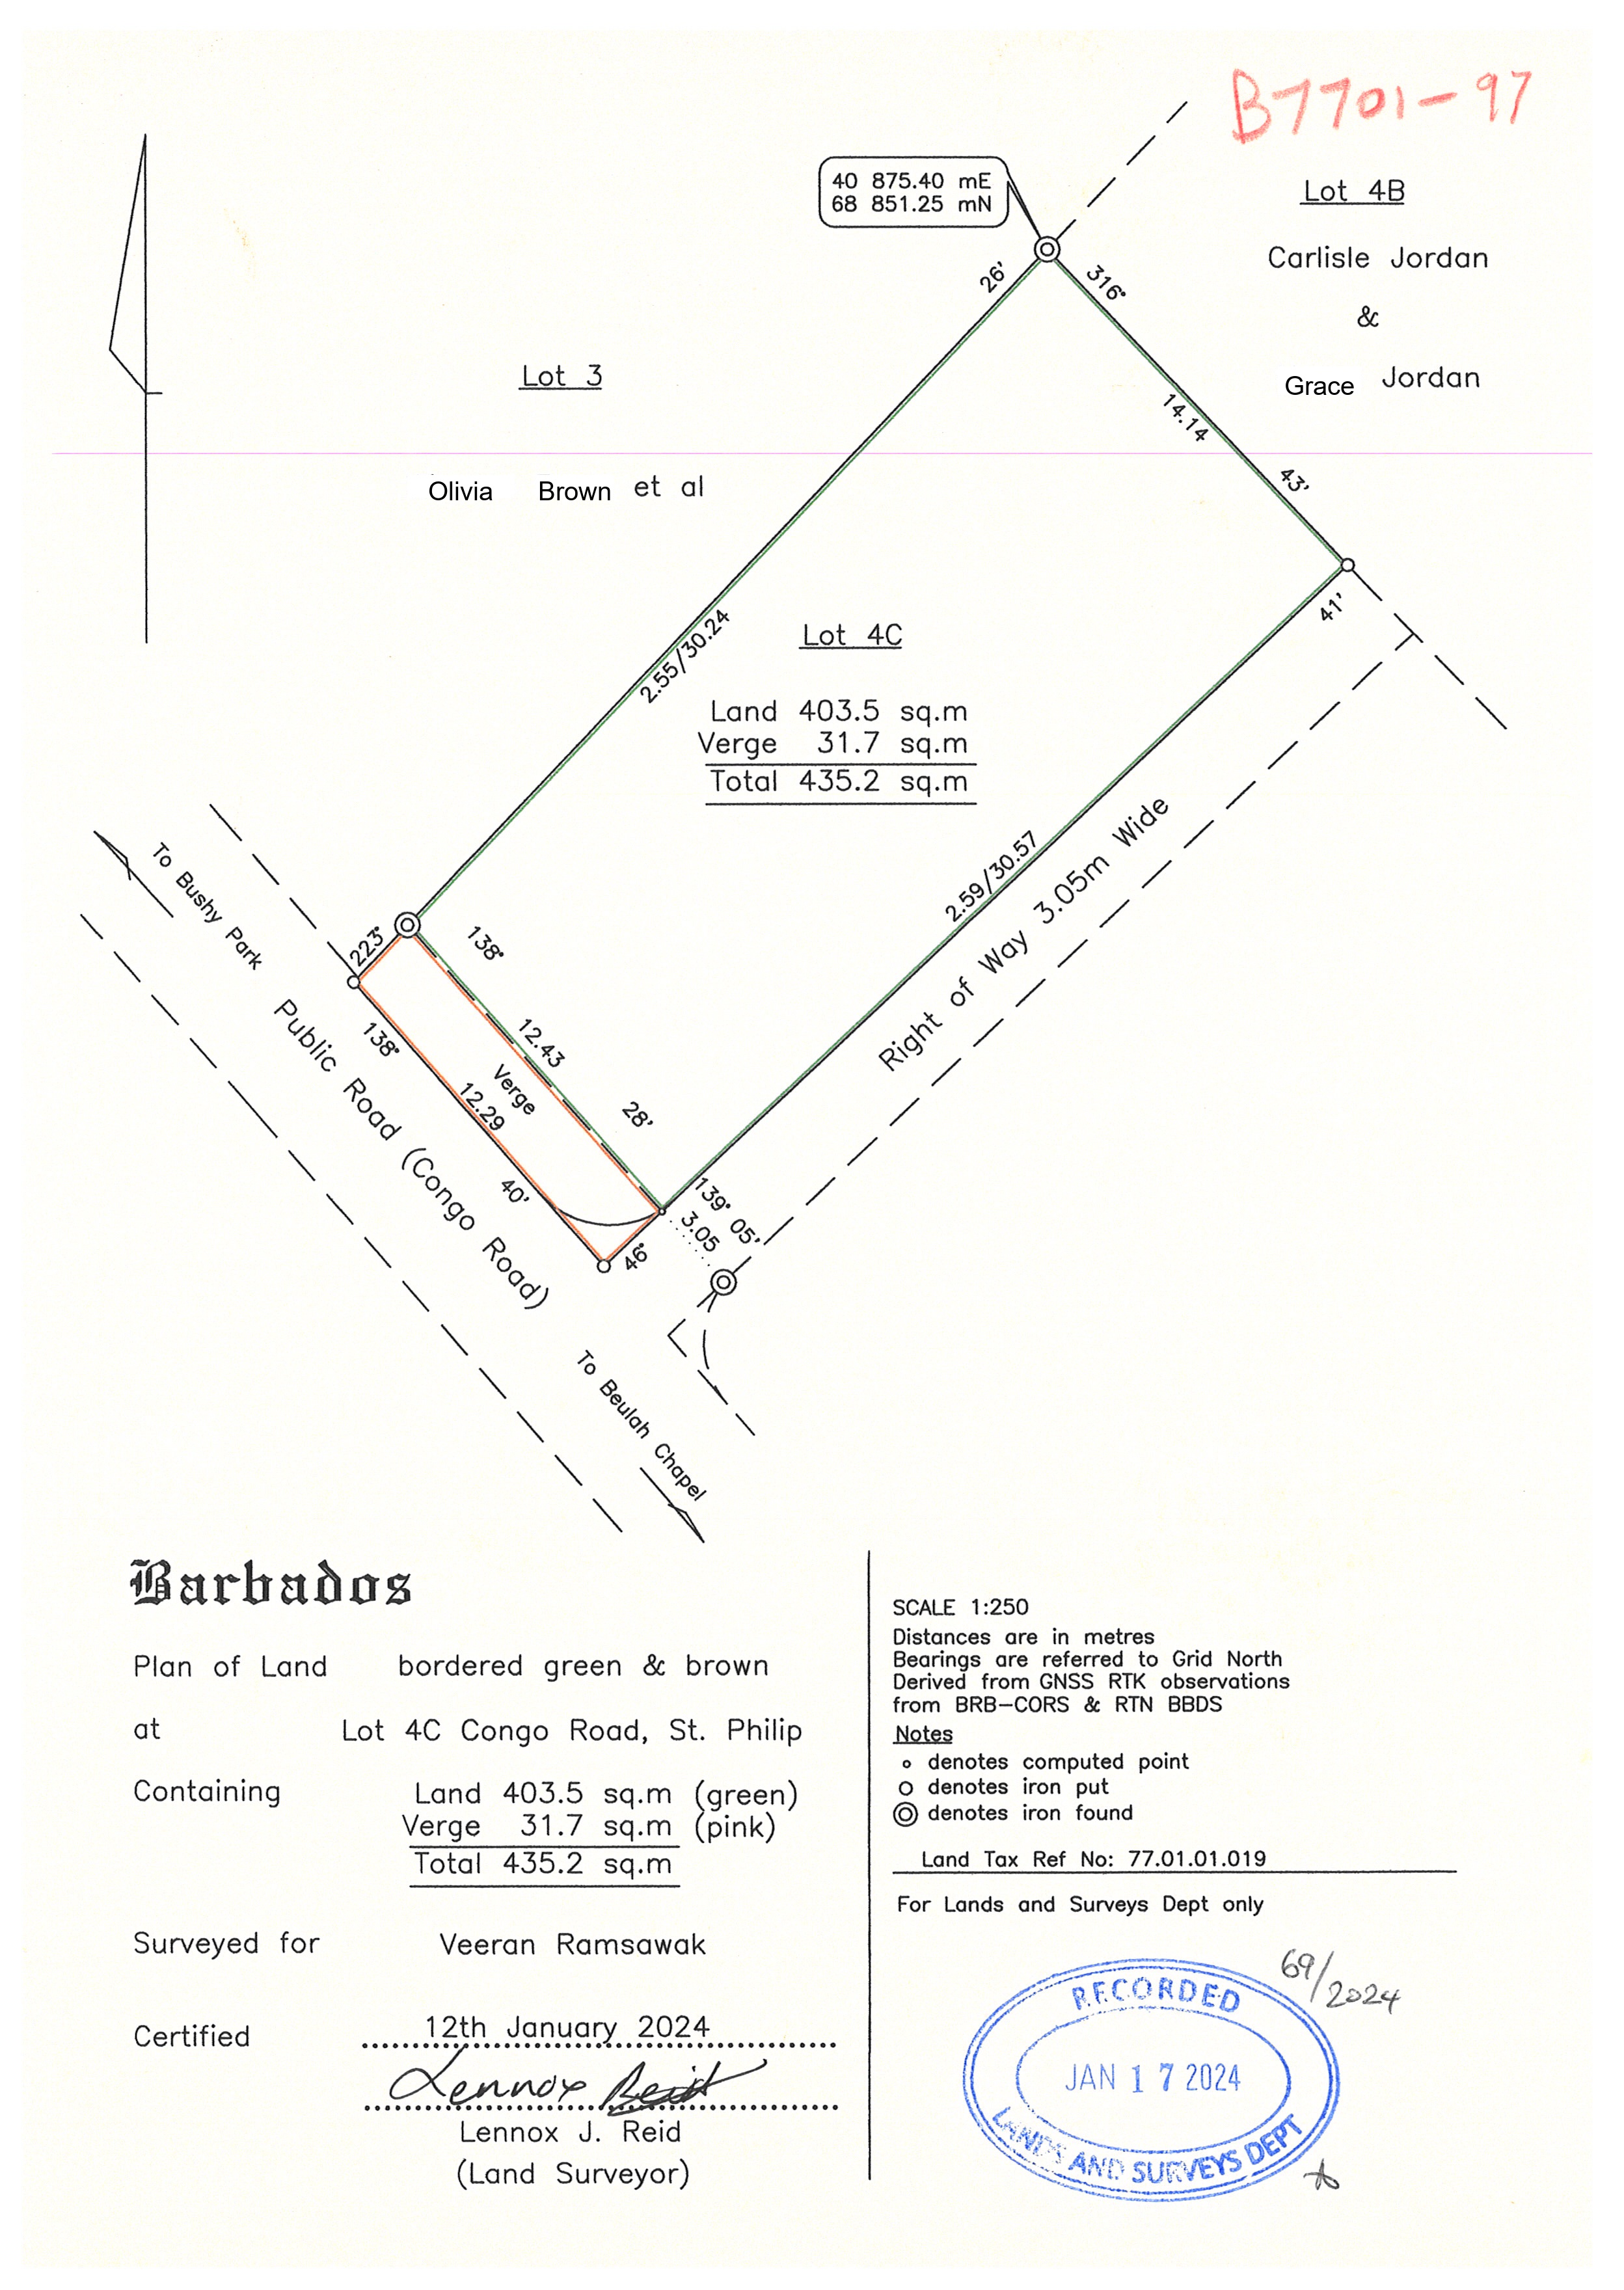 B7701-97
40 875.40 mE
68 851.25 mN
Lot 4B
Carlisle Jordan
&
Grace Jordan
26'
316°
14.14
43'
41'
Lot 3
Olivia Brown et al
2.55/30.24
Lot 4C
Land 403.5 sq.m
Verge 31.7 sq.m
Total 435.2 sq.m
2.59/30.57
Right of Way 3.05m Wide
To Bushy Park
223°
138°
138°
12.43
Verge
12.29
28'
40'
Public Road (Congo Road)
139° 05'
3.05
46°
To Beulah Chapel
Barbados
Plan of Land bordered green & brown
at Lot 4C Congo Road, St. Philip
Containing Land 403.5 sq.m (green)
Verge 31.7 sq.m (pink)
Total 435.2 sq.m
Surveyed for Veeran Ramsawak
Certified 12th January 2024
Lennox Reid
Lennox J. Reid
(Land Surveyor)
SCALE 1:250
Distances are in metres
Bearings are referred to Grid North
Derived from GNSS RTK observations
from BRB-CORS & RTN BBDS
Notes
denotes computed point
denotes iron put
denotes iron found
Land Tax Ref No: 77.01.01.019
For Lands and Surveys Dept only
69/2024
RECORDED
JAN 17 2024
LANDS AND SURVEYS DEPT